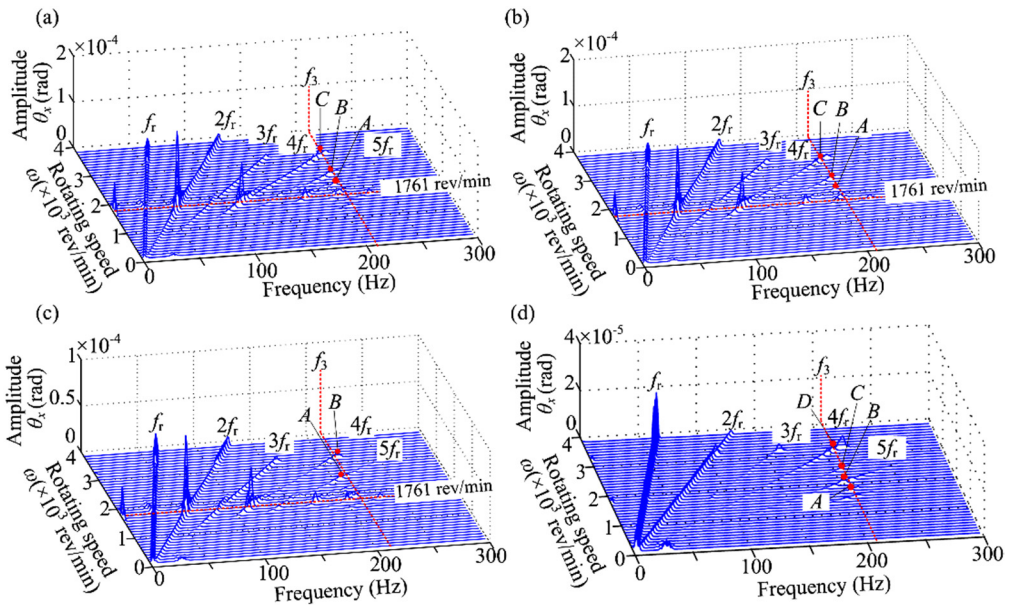 (a)
Amplitude
θx (rad)
2 ×10⁻⁴
1
0
4
3
2
1
0
Rotating speed
ω(×10³ rev/min)
fr
2fr
3fr
4fr
5fr
f3
C
B
A
1761 rev/min
0
100
200
300
Frequency (Hz)
(b)
Amplitude
θx (rad)
2 ×10⁻⁴
1
0
4
3
2
1
0
Rotating speed
ω(×10³ rev/min)
fr
2fr
3fr
4fr
f3
C
B
A
1761 rev/min
0
100
200
300
Frequency (Hz)
(c)
Amplitude
θx (rad)
1 ×10⁻⁴
0.5
0
4
3
2
1
0
Rotating speed
ω(×10³ rev/min)
fr
2fr
3fr
4fr
5fr
f3
A
B
1761 rev/min
0
100
200
300
Frequency (Hz)
(d)
Amplitude
θx (rad)
4 ×10⁻⁵
2
0
4
3
2
1
0
Rotating speed
ω(×10³ rev/min)
fr
2fr
3fr
4fr
5fr
f3
D
C
B
A
0
100
200
300
Frequency (Hz)